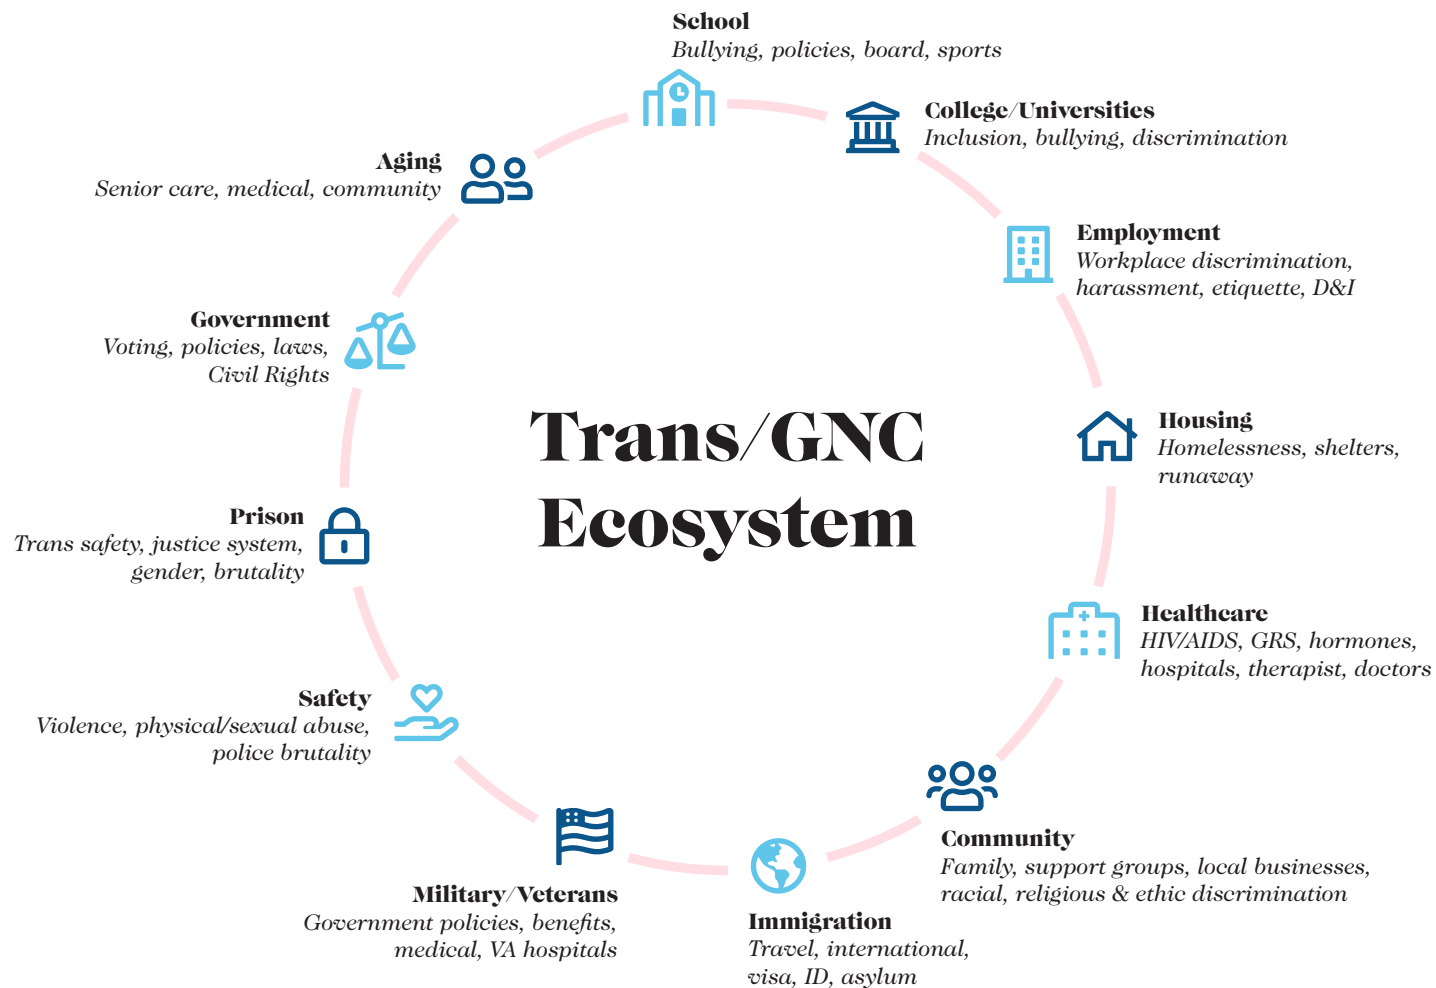 School
Bullying, policies, board, sports
College/Universities
Inclusion, bullying, discrimination
Employment
Workplace discrimination,
harassment, etiquette, D&I
Housing
Homelessness, shelters,
runaway
Healthcare
HIV/AIDS, GRS, hormones,
hospitals, therapist, doctors
Community
Family, support groups, local businesses,
racial, religious & ethic discrimination
Immigration
Travel, international,
visa, ID, asylum
Military/Veterans
Government policies, benefits,
medical, VA hospitals
Safety
Violence, physical/sexual abuse,
police brutality
Prison
Trans safety, justice system,
gender, brutality
Government
Voting, policies, laws,
Civil Rights
Aging
Senior care, medical, community
Trans/GNC
Ecosystem